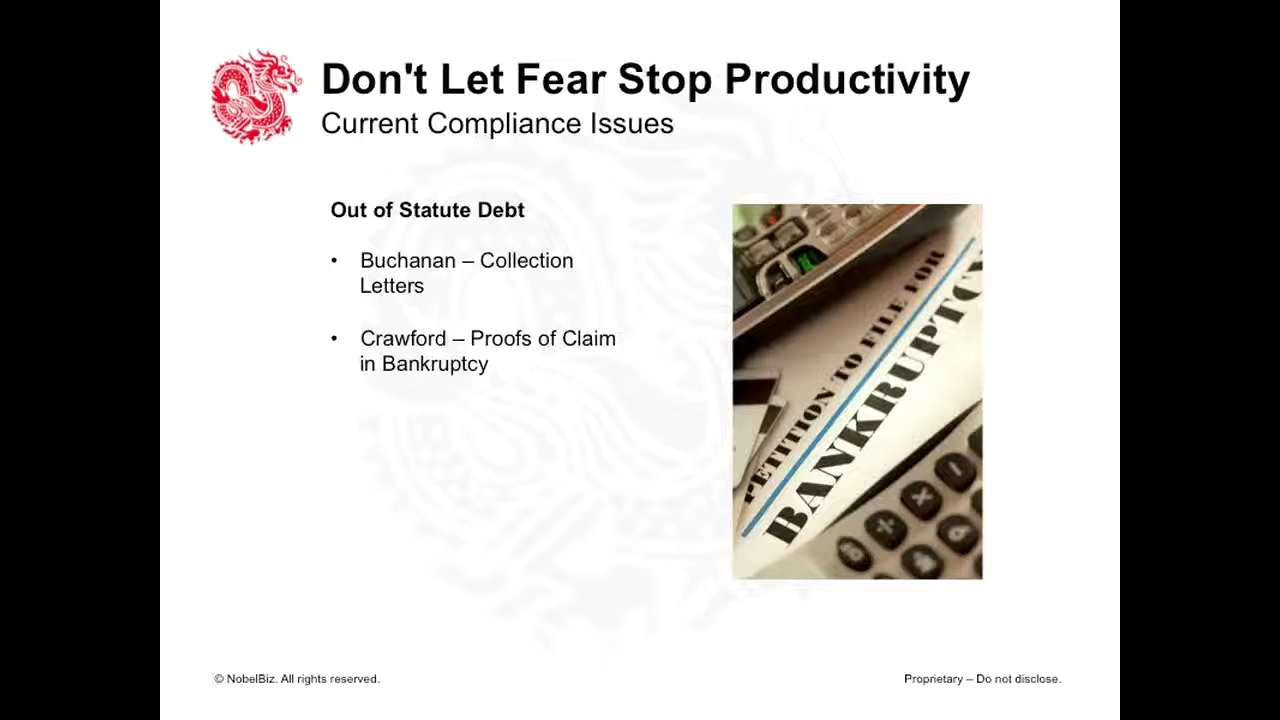 Don't Let Fear Stop Productivity
Current Compliance Issues
Out of Statute Debt
• Buchanan – Collection
Letters
• Crawford – Proofs of Claim
in Bankruptcy
PETITION TO FILE FOR
BANKRUPTCY
© NobelBiz. All rights reserved.
Proprietary – Do not disclose.